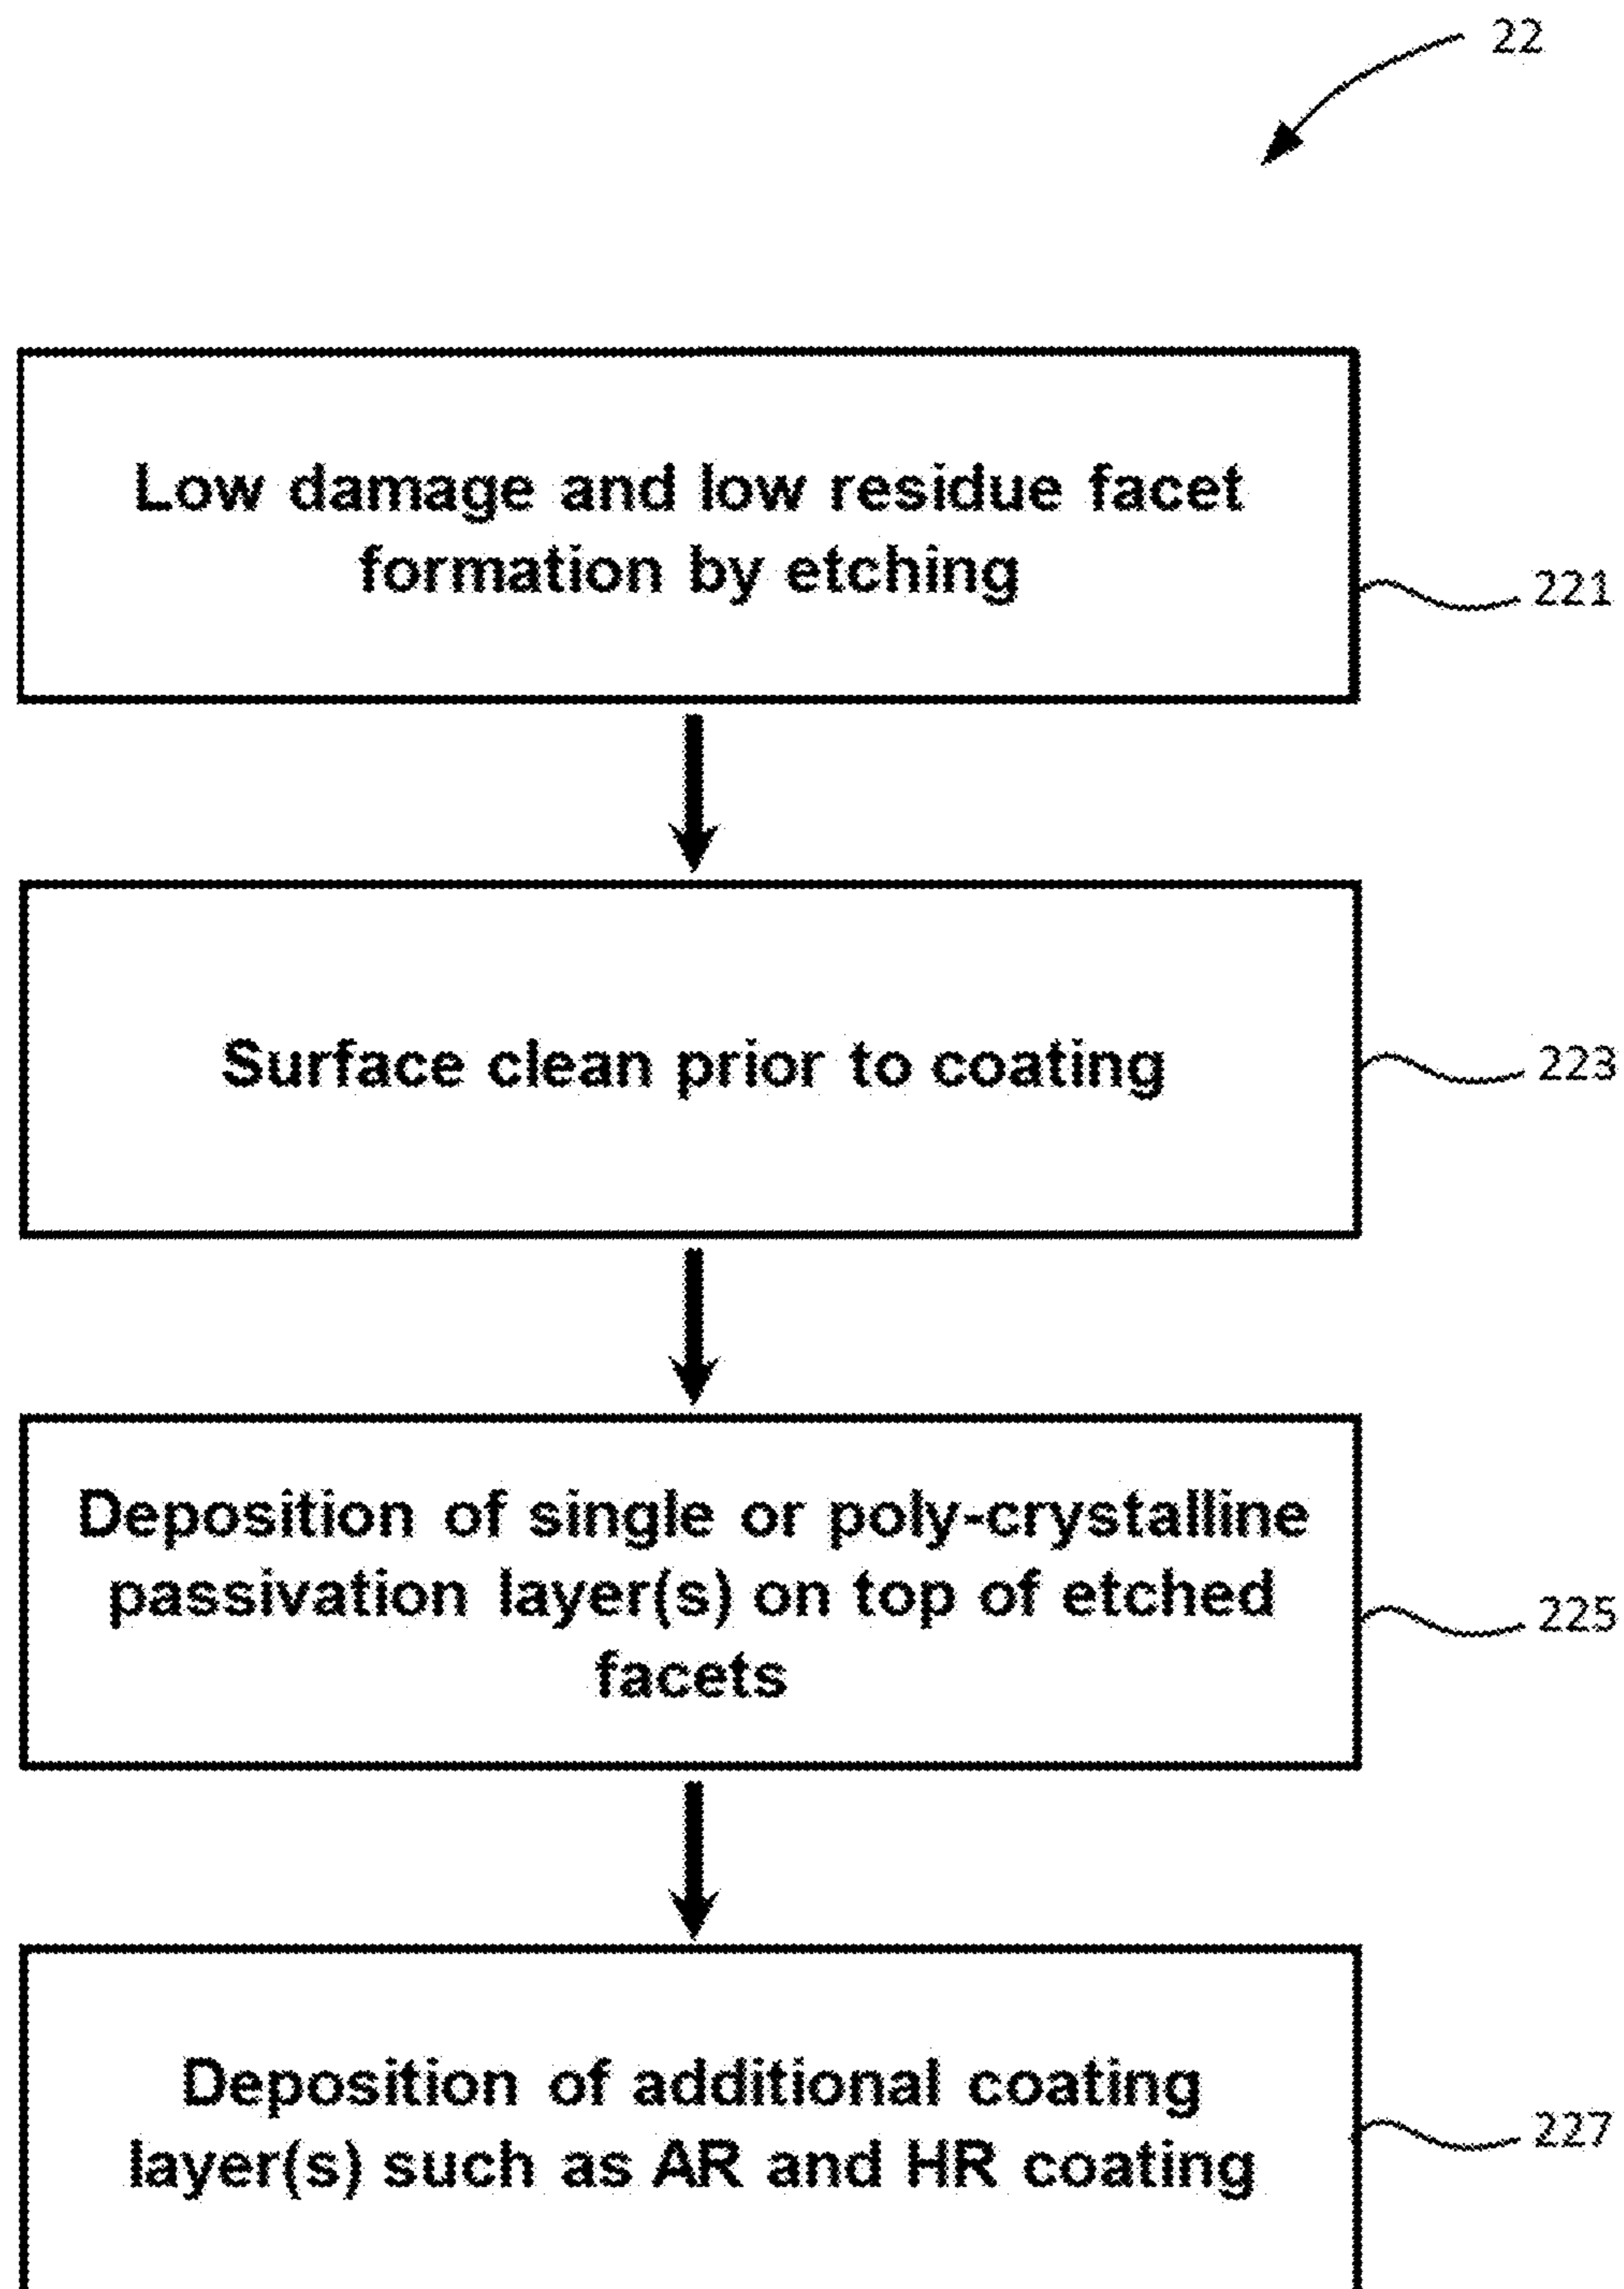 22
Low damage and low residue facet
formation by etching
221
Surface clean prior to coating
223
Deposition of single or poly-crystalline
passivation layer(s) on top of etched
facets
225
Deposition of additional coating
layer(s) such as AR and HR coating
227